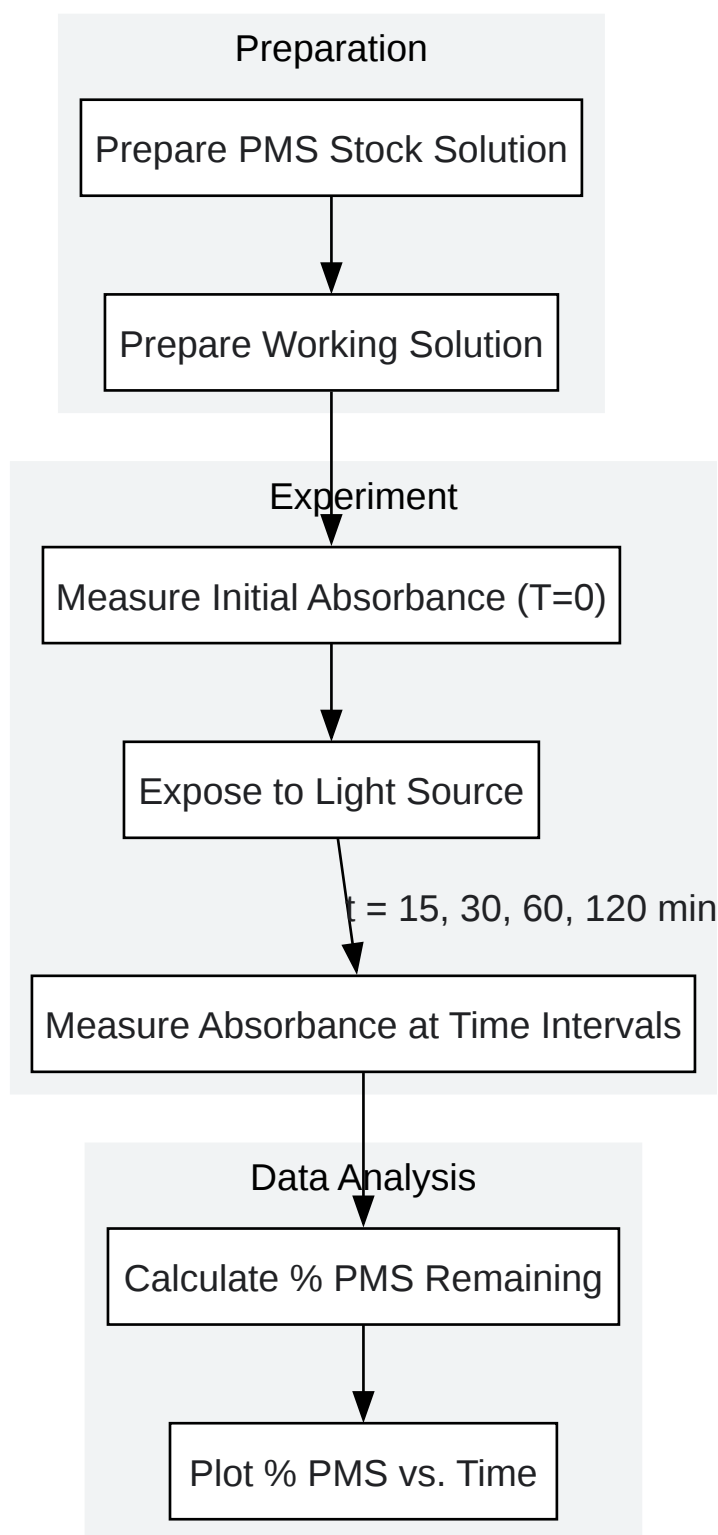 Preparation
Prepare PMS Stock Solution
Prepare Working Solution
Experiment
Measure Initial Absorbance (T=0)
Expose to Light Source
t = 15, 30, 60, 120 min
Measure Absorbance at Time Intervals
Data Analysis
Calculate % PMS Remaining
Plot % PMS vs. Time